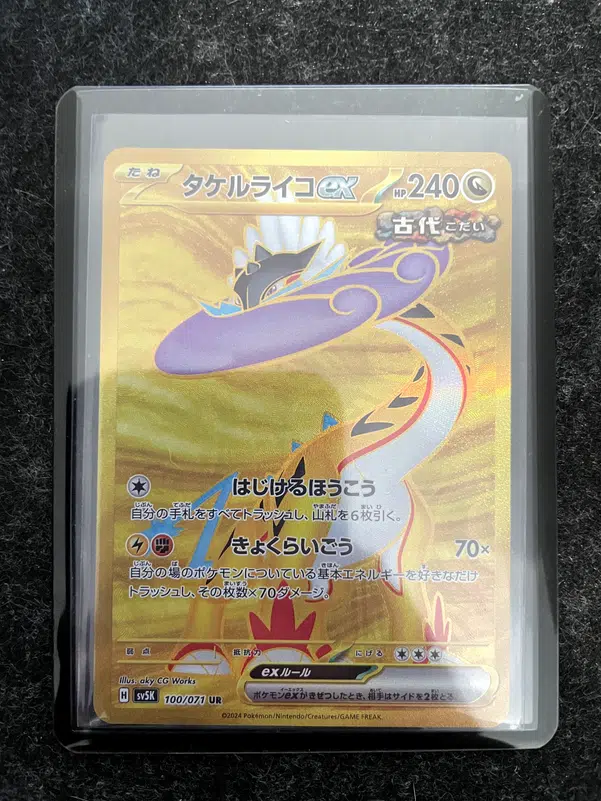 たね タケルライコex HP 240
古代 こだい
はじけるほうこう
自分の手札をすべてトラッシュし、山札を6枚引く。
きょくらいごう 70×
自分の場のポケモンについている基本エネルギーを好きなだけ
トラッシュし、その枚数×70ダメージ。
弱点 抵抗力 にげる
exルール
ポケモンexがきぜつしたとき、相手はサイドを2枚とる。
Illus. aky CG Works
H sv5K 100/071 UR
©2024 Pokémon/Nintendo/Creatures/GAME FREAK.